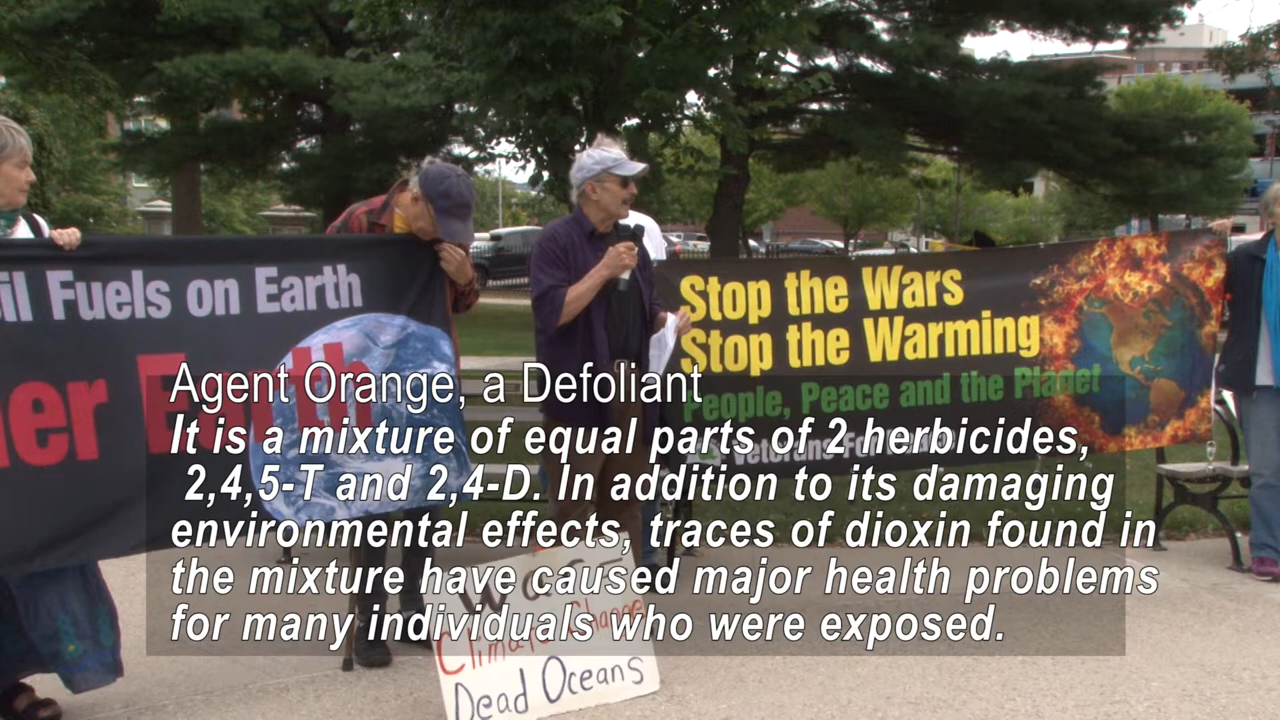 il Fuels on Earth
er Earth
Stop the Wars
Stop the Warming
People, Peace and the Planet
Veterans For
Agent Orange, a Defoliant
It is a mixture of equal parts of 2 herbicides,
2,4,5-T and 2,4-D. In addition to its damaging
environmental effects, traces of dioxin found in
the mixture have caused major health problems
for many individuals who were exposed.
Climate Change
Dead Oceans